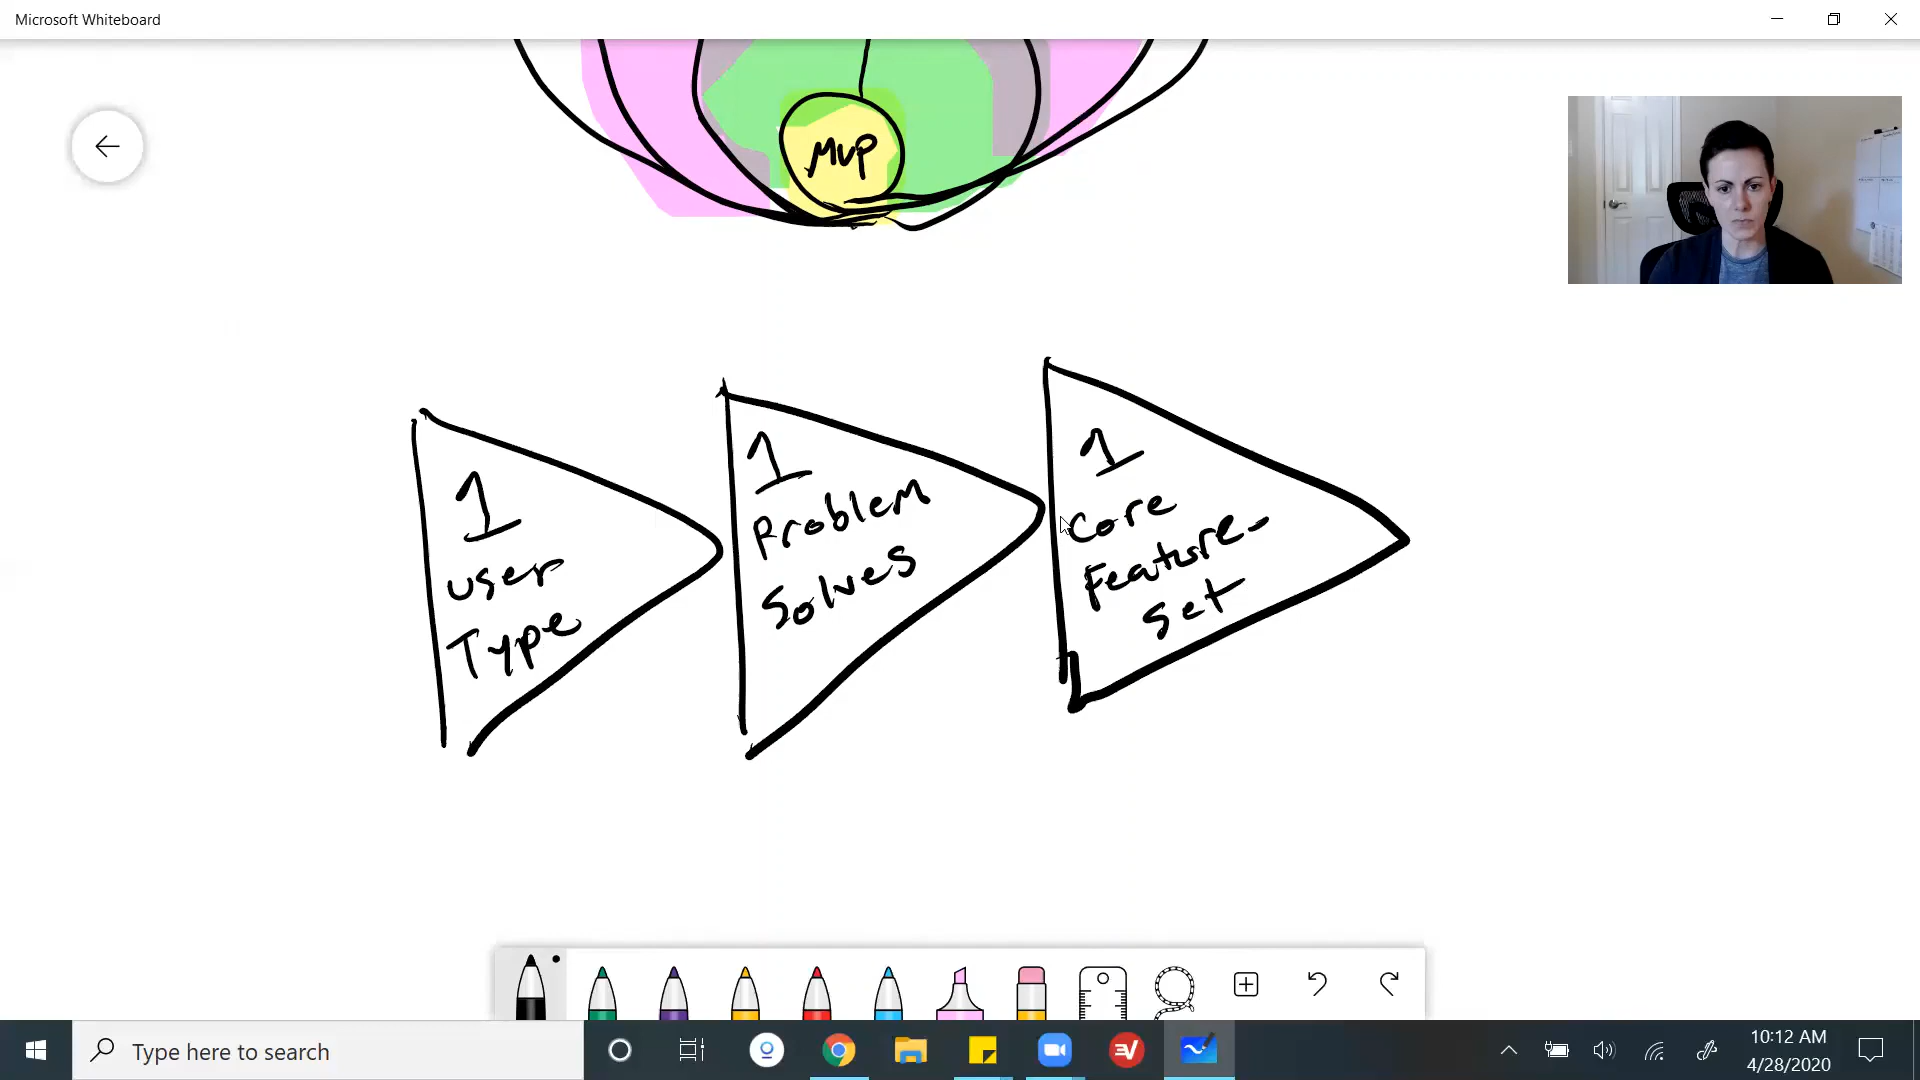 Microsoft Whiteboard
MVP
1
User
Type
1
Problem
Solves
1
Core
Feature-
Set
Type here to search
10:12 AM
4/28/2020